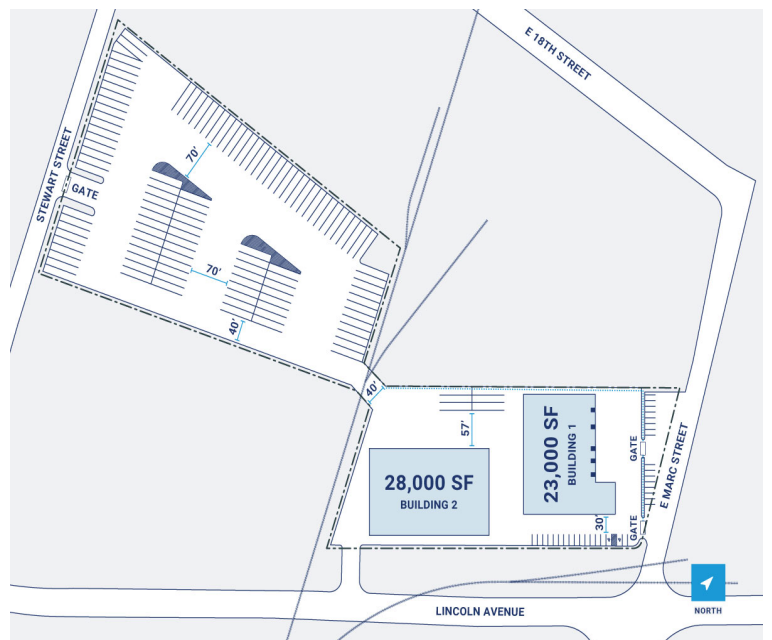 E 18TH STREET
STEWART STREET
70'
GATE
70'
40'
40'
57'
23,000 SF
BUILDING 1
28,000 SF
BUILDING 2
GATE
E MARC STREET
30'
GATE
LINCOLN AVENUE
NORTH